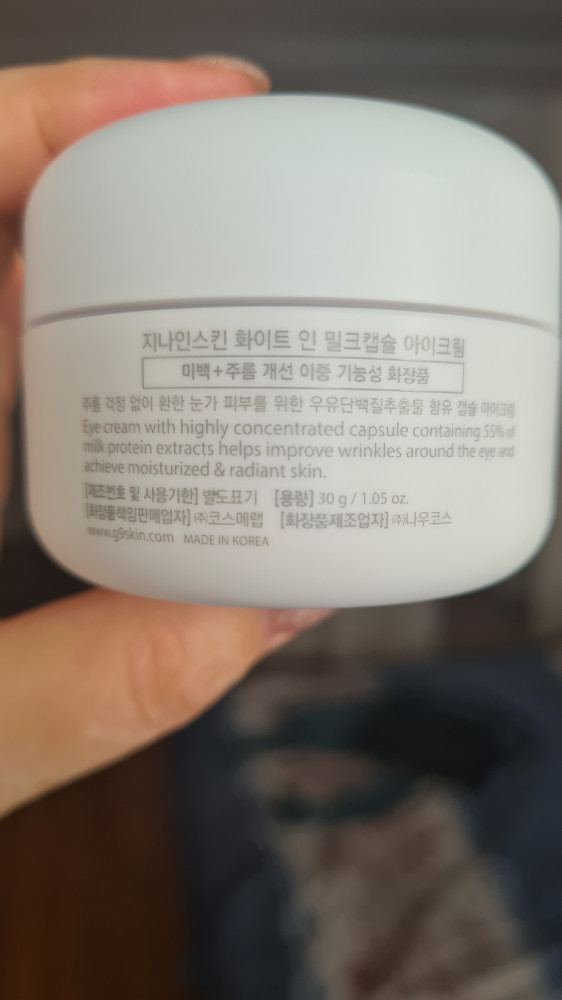 지나인스킨 화이트 인 밀크캡슐 아이크림
미백+주름 개선 이중 기능성 화장품
주름 걱정 없이 환한 눈가 피부를 위한 우유단백질추출물 함유 캡슐 아이크림
Eye cream with highly concentrated capsule containing 55% of
milk protein extracts helps improve wrinkles around the eye and
achieve moisturized & radiant skin.
[제조번호 및 사용기한] 별도표기 [용량] 30 g / 1.05 oz.
[화장품책임판매업자] ㈜코스메랩 [화장품제조업자] ㈜나우코스
www.g9skin.com MADE IN KOREA